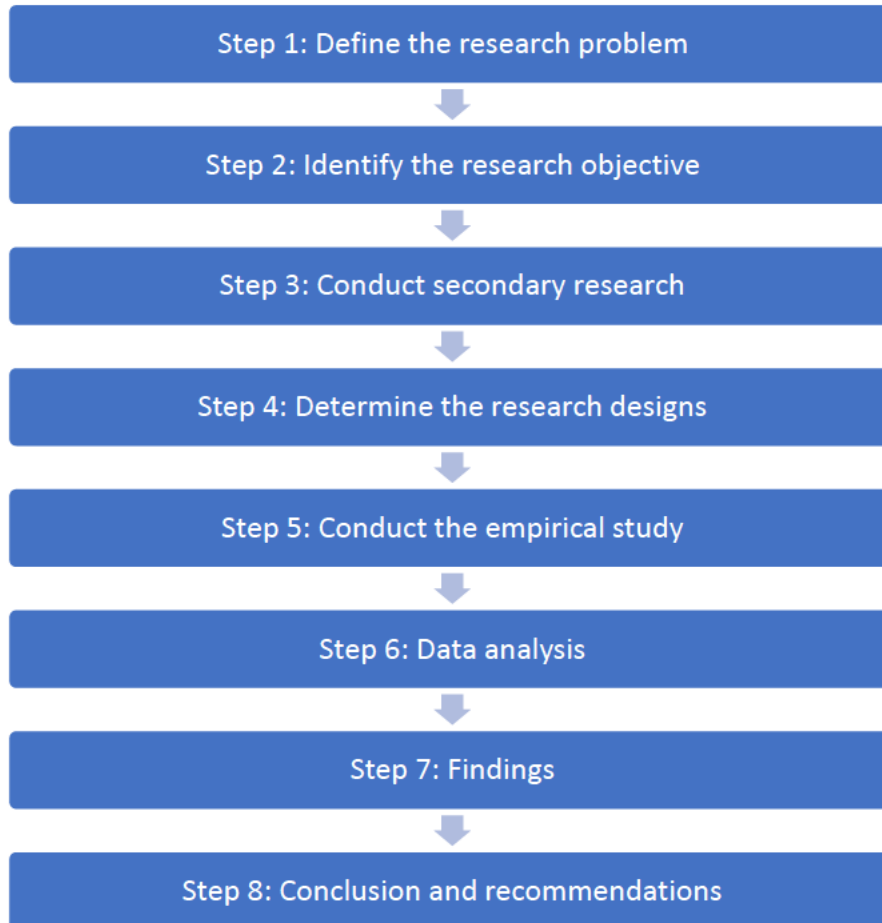 Step 1: Define the research problem
Step 2: Identify the research objective
Step 3: Conduct secondary research
Step 4: Determine the research designs
Step 5: Conduct the empirical study
Step 6: Data analysis
Step 7: Findings
Step 8: Conclusion and recommendations